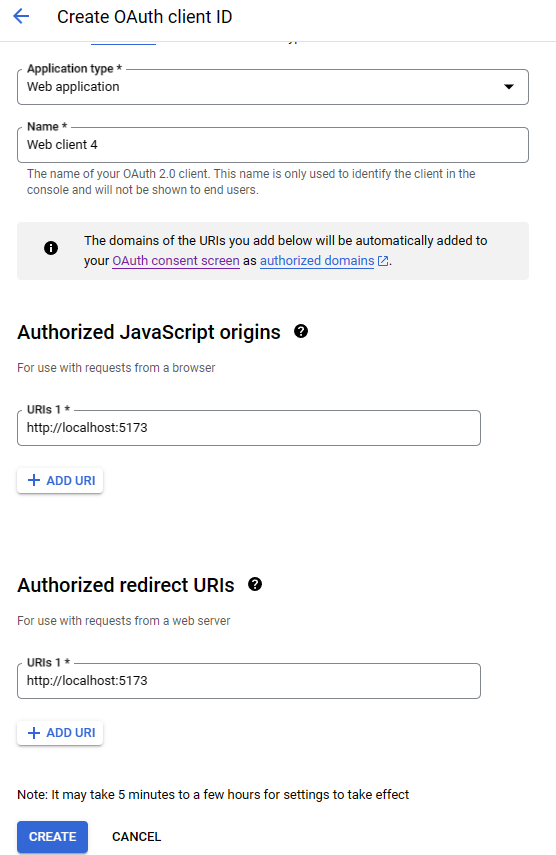 Create OAuth client ID
Application type *
Web application
Name *
Web client 4
The name of your OAuth 2.0 client. This name is only used to identify the client in the
console and will not be shown to end users.
The domains of the URIs you add below will be automatically added to
your OAuth consent screen as authorized domains.
Authorized JavaScript origins
For use with requests from a browser
URIs 1 *
http://localhost:5173
+ ADD URI
Authorized redirect URIs
For use with requests from a web server
URIs 1 *
http://localhost:5173
+ ADD URI
Note: It may take 5 minutes to a few hours for settings to take effect
CREATE CANCEL